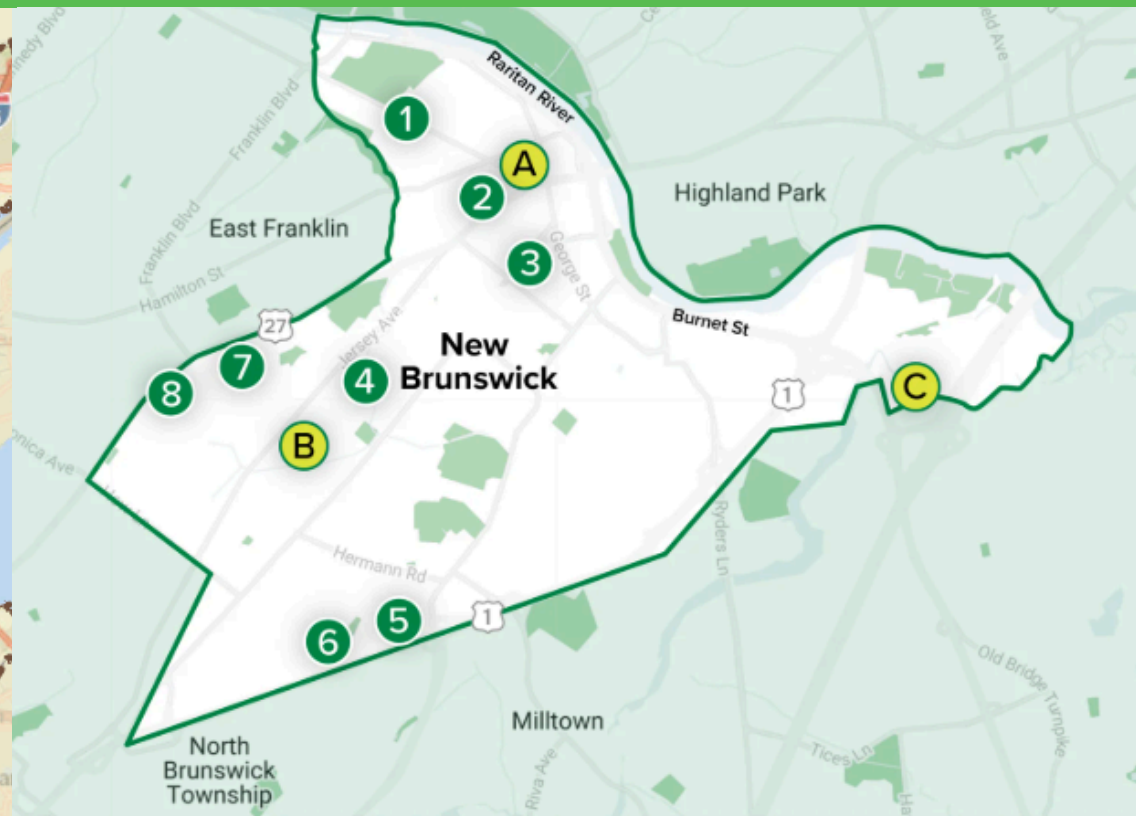 Raritan River
1
A
2
Highland Park
Franklin Blvd
East Franklin
Franklin Blvd
George St
3
Hamilton St
27
Burnet St
Jersey Ave
New
Brunswick
7
4
8
1
C
B
Ryders Ln
Hermann Rd
5
1
6
Old Bridge Turnpike
Milltown
North
Brunswick
Township
Tices Ln
Riva Ave